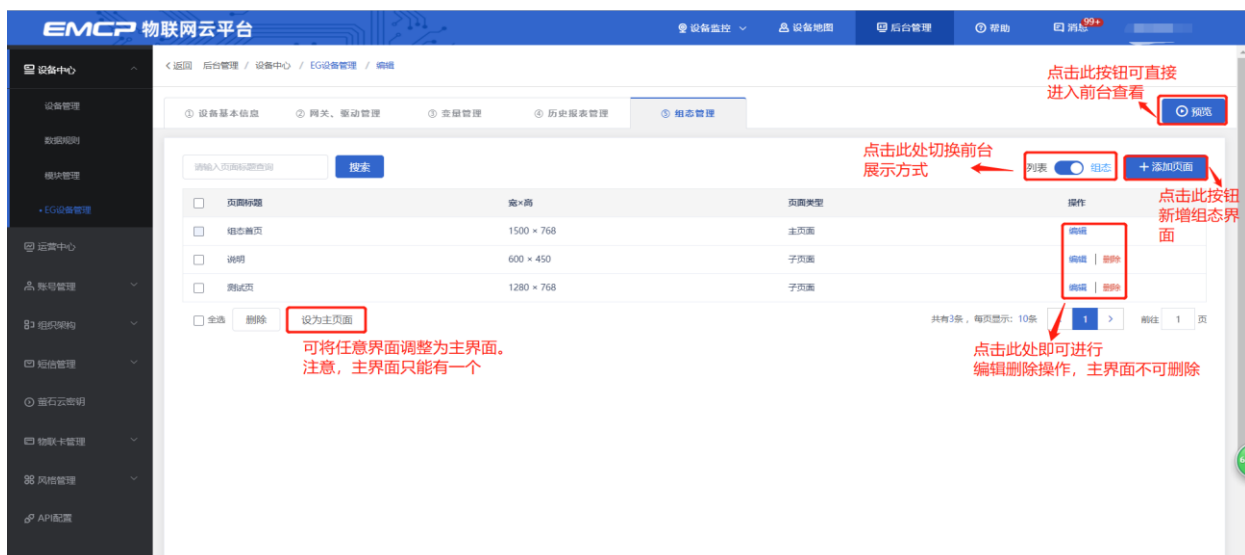 EMCP 物联网云平台
设备监控
设备地图
后台管理
帮助
消息
99+
设备中心
设备管理
数据规则
模块管理
•EG设备管理
运营中心
账号管理
组织架构
短信管理
萤石云密钥
物联卡管理
风格管理
API配置
<返回 后台管理 / 设备中心 / EG设备管理 / 编辑
点击此按钮可直接
进入前台查看
① 设备基本信息
② 网关、驱动管理
③ 变量管理
④ 历史报表管理
⑤ 组态管理
预览
请输入页面标题查询
搜索
点击此处切换前台
展示方式
列表
组态
+添加页面
点击此按钮
新增组态界
面
页面标题 宽×高 页面类型 操作
组态首页 1500 × 768 主页面 编辑
说明 600 × 450 子页面 编辑 | 删除
测试页 1280 × 768 子页面 编辑 | 删除
全选 删除 设为主页面
共有3条，每页显示: 10条 1 > 前往 1 页
可将任意界面调整为主界面。
注意，主界面只能有一个
点击此处即可进行
编辑删除操作，主界面不可删除